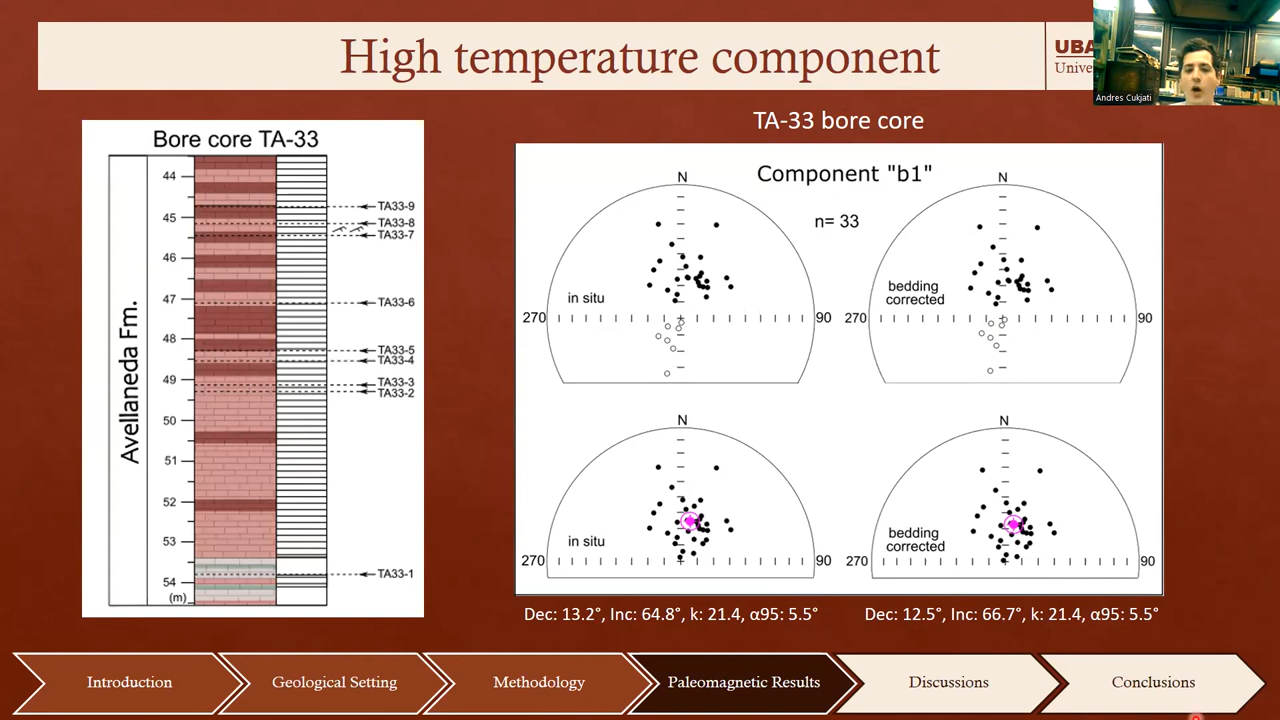 High temperature component
UBA
Unive
Andres Cukjati
TA-33 bore core
Bore core TA-33
Avellaneda Fm.
44
45
46
47
48
49
50
51
52
53
54
(m)
TA33-9
TA33-8
TA33-7
TA33-6
TA33-5
TA33-4
TA33-3
TA33-2
TA33-1
Component "b1"
n= 33
N
in situ
270
90
N
bedding
corrected
270
90
N
in situ
270
90
N
bedding
corrected
270
90
Dec: 13.2°, Inc: 64.8°, k: 21.4, α95: 5.5°
Dec: 12.5°, Inc: 66.7°, k: 21.4, α95: 5.5°
Introduction
Geological Setting
Methodology
Paleomagnetic Results
Discussions
Conclusions